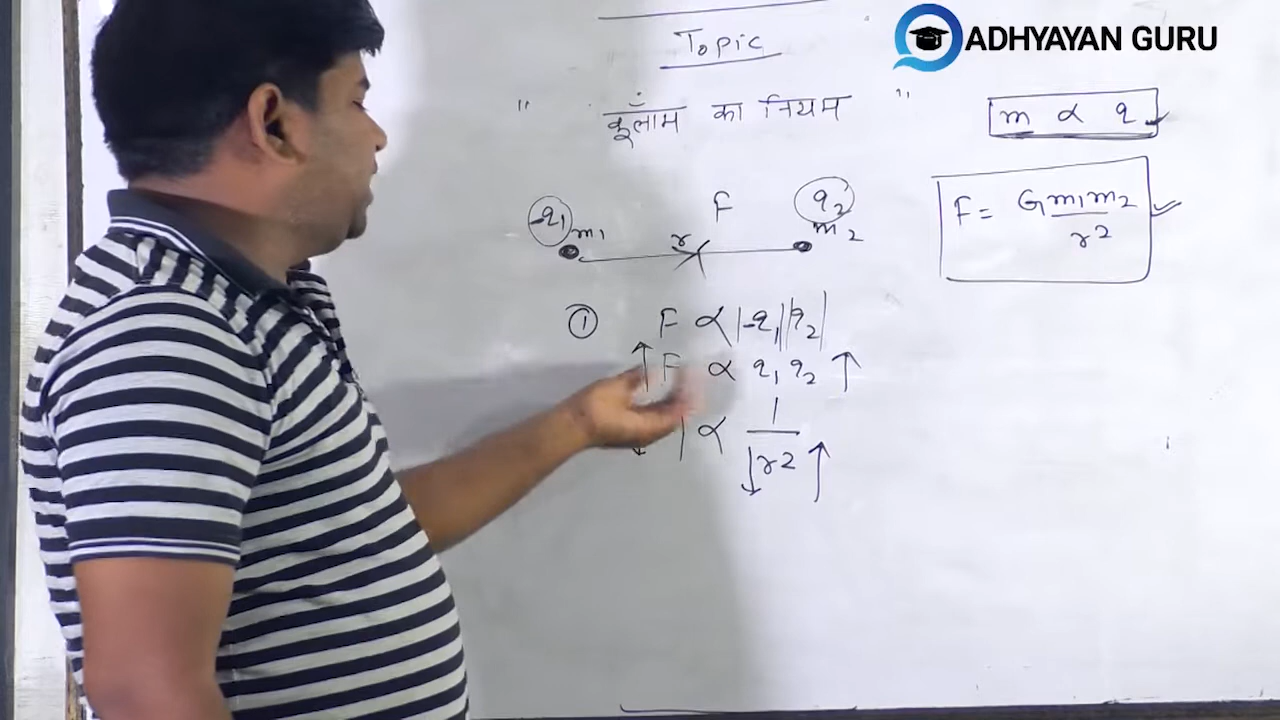 ADHYAYAN GURU
Topic
" कूलॉम का नियम "
m ∝ q
-q₁ m₁ r F q₂ m₂
F = Gm₁m₂/r²
① F ∝ |-q₁||q₂|
↑ F ∝ q₁ q₂ ↑
∝ 1/↓r² ↑